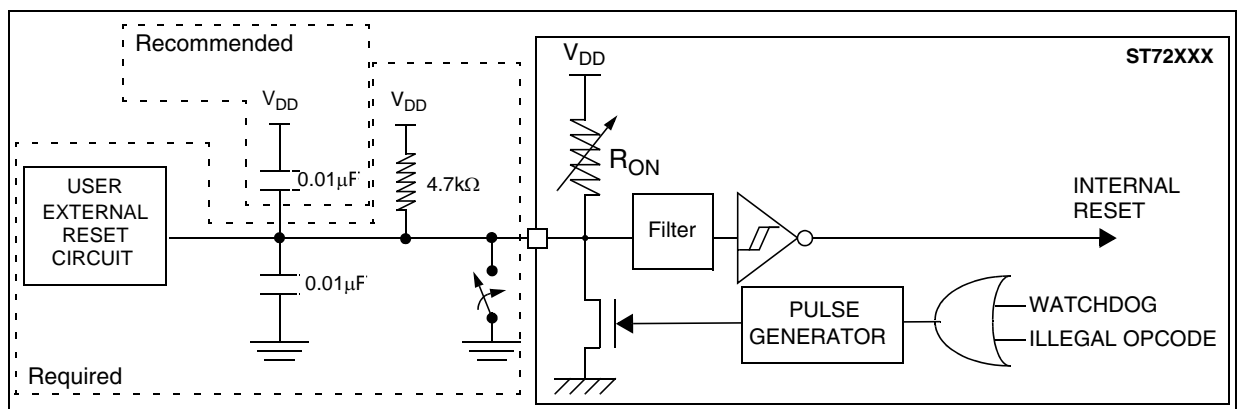 Recommended
VDD
0.01μF
VDD
4.7kΩ
USER
EXTERNAL
RESET
CIRCUIT
0.01μF
Required
ST72XXX
VDD
RON
Filter
INTERNAL
RESET
PULSE
GENERATOR
WATCHDOG
ILLEGAL OPCODE